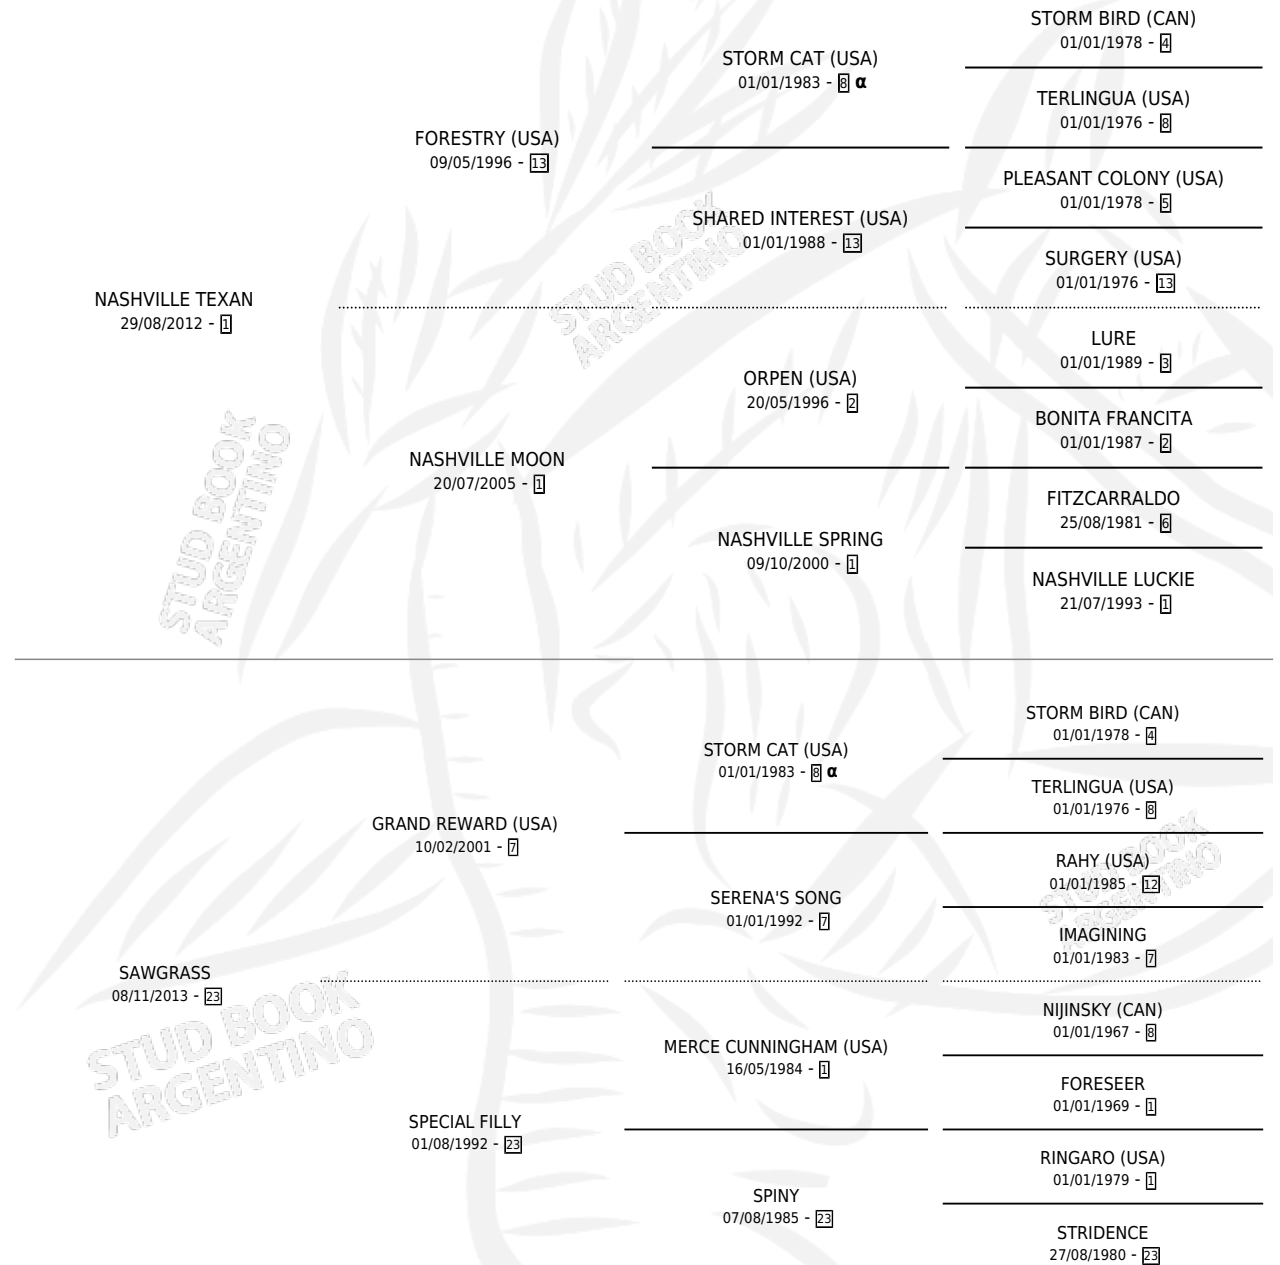 STORM BIRD (CAN)
01/01/1978 - 4
STORM CAT (USA)
01/01/1983 - 8 α
TERLINGUA (USA)
01/01/1976 - 8
FORESTRY (USA)
09/05/1996 - 13
PLEASANT COLONY (USA)
01/01/1978 - 5
SHARED INTEREST (USA)
01/01/1988 - 13
SURGERY (USA)
01/01/1976 - 13
NASHVILLE TEXAN
29/08/2012 - 1
LURE
01/01/1989 - 3
ORPEN (USA)
20/05/1996 - 2
BONITA FRANCITA
01/01/1987 - 2
NASHVILLE MOON
20/07/2005 - 1
FITZCARRALDO
25/08/1981 - 6
NASHVILLE SPRING
09/10/2000 - 1
NASHVILLE LUCKIE
21/07/1993 - 1
STORM BIRD (CAN)
01/01/1978 - 4
STORM CAT (USA)
01/01/1983 - 8 α
TERLINGUA (USA)
01/01/1976 - 8
GRAND REWARD (USA)
10/02/2001 - 7
RAHY (USA)
01/01/1985 - 12
SERENA'S SONG
01/01/1992 - 7
IMAGINING
01/01/1983 - 7
SAWGRASS
08/11/2013 - 23
NIJINSKY (CAN)
01/01/1967 - 8
MERCE CUNNINGHAM (USA)
16/05/1984 - 1
FORESEER
01/01/1969 - 1
SPECIAL FILLY
01/08/1992 - 23
RINGARO (USA)
01/01/1979 - 1
SPINY
07/08/1985 - 23
STRIDENCE
27/08/1980 - 23
STUD BOOK
ARGENTINO
STUD BOOK
ARGENTINO
STUD BOOK
ARGENTINO
STUD BOOK
ARGENTINO